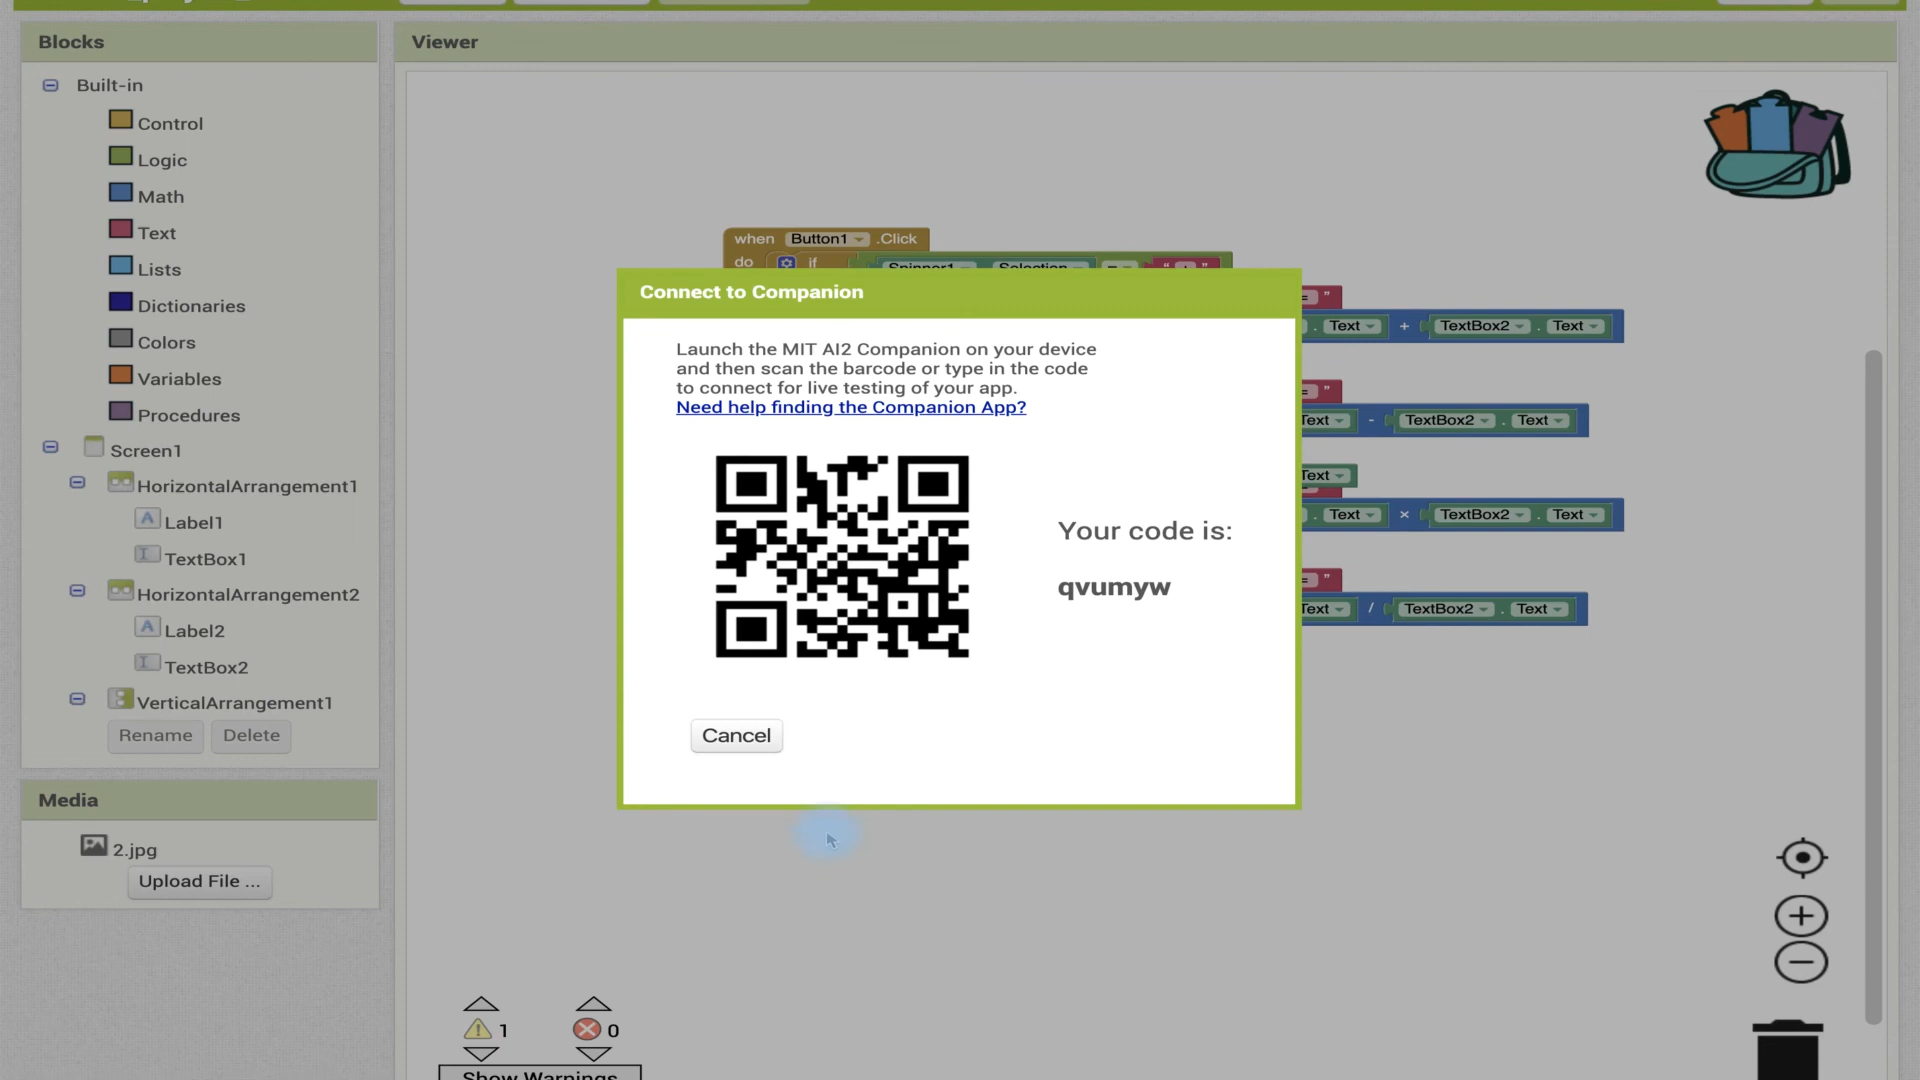 Blocks
Viewer
Built-in
Control
Logic
Math
Text
Lists
Dictionaries
Colors
Variables
Procedures
Screen1
HorizontalArrangement1
Label1
TextBox1
HorizontalArrangement2
Label2
TextBox2
VerticalArrangement1
Rename Delete
Media
2.jpg
Upload File ...
when Button1 .Click
do if Spinner1 . Selection = " + "
Connect to Companion
Launch the MIT AI2 Companion on your device
and then scan the barcode or type in the code
to connect for live testing of your app.
Need help finding the Companion App?
Your code is:
qvumyw
Cancel
= "
. Text + TextBox2 . Text
= "
Text - TextBox2 . Text
Text
. Text × TextBox2 . Text
= "
Text / TextBox2 . Text
1 0
Show Warnings